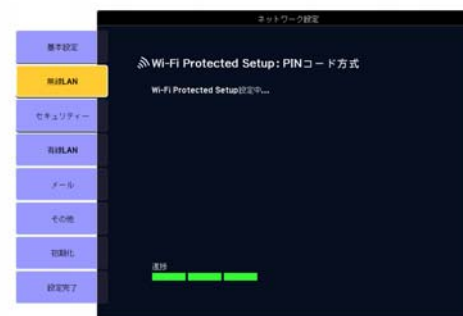 ネットワーク設定
基本設定
無線LAN
セキュリティー
有線LAN
メール
その他
初期化
設定完了
Wi-Fi Protected Setup: PINコード方式
Wi-Fi Protected Setup設定中...
進捗